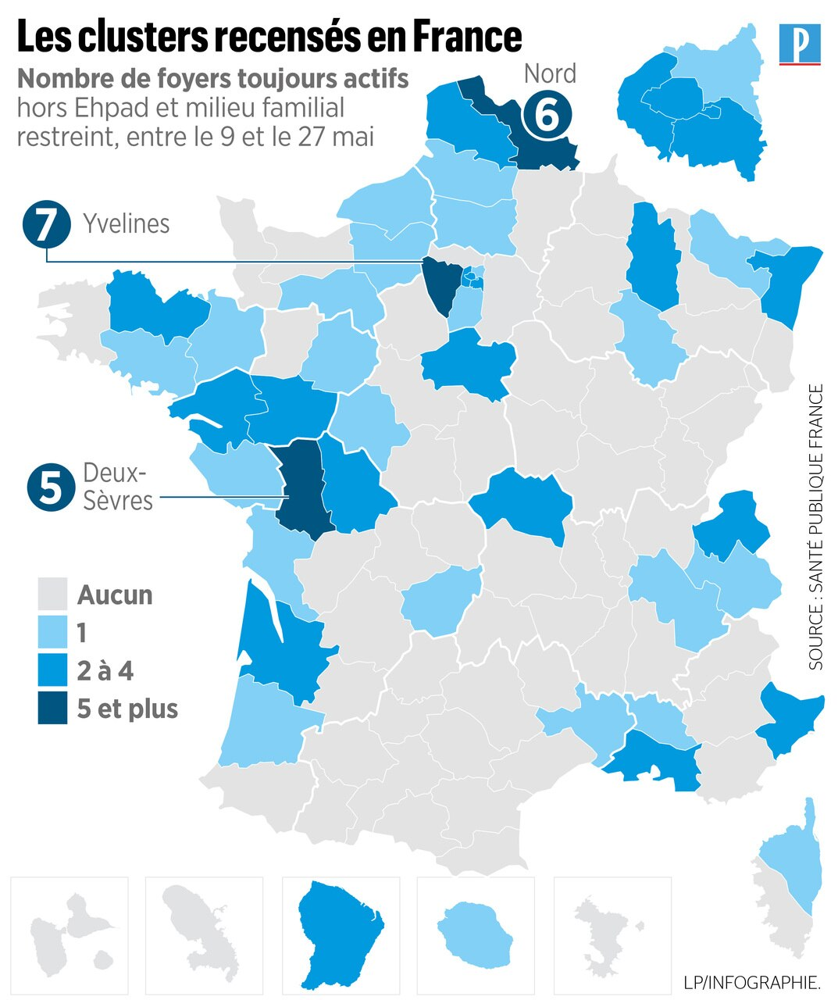 Les clusters recensés en France
Nombre de foyers toujours actifs
hors Ehpad et milieu familial
restreint, entre le 9 et le 27 mai
P
Nord
6
7
Yvelines
5
Deux-
Sèvres
Aucun
1
2 à 4
5 et plus
SOURCE : SANTÉ PUBLIQUE FRANCE
LP/INFOGRAPHIE.